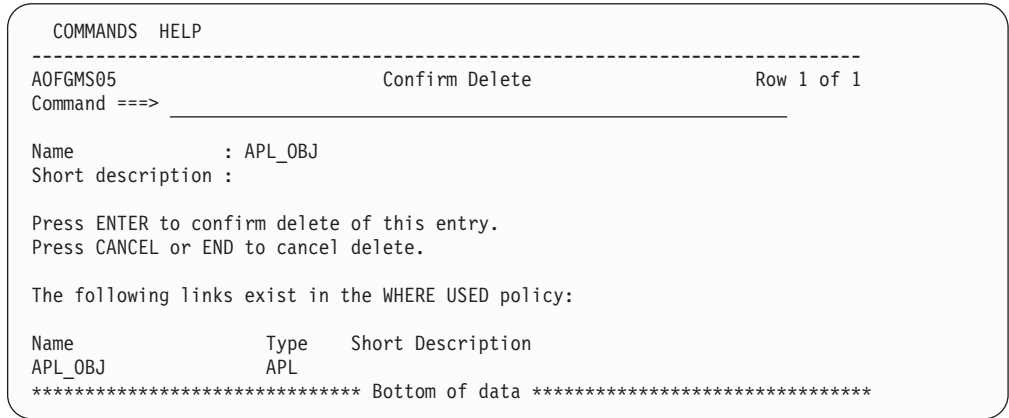 COMMANDS HELP
------------------------------------------------------------------------------
AOFGMS05 Confirm Delete Row 1 of 1
Command ===>
Name : APL_OBJ
Short description :
Press ENTER to confirm delete of this entry.
Press CANCEL or END to cancel delete.
The following links exist in the WHERE USED policy:
Name Type Short Description
APL_OBJ APL
******************************* Bottom of data ********************************